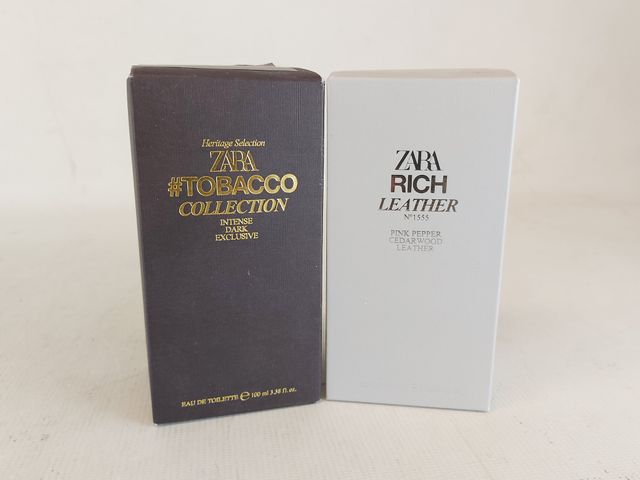 Heritage Selection
ZARA
#TOBACCO
COLLECTION
INTENSE
DARK
EXCLUSIVE
EAU DE TOILETTE e 100 ml 3.38 fl. oz.
ZARA
RICH
LEATHER
Nº1555
PINK PEPPER
CEDARWOOD
LEATHER